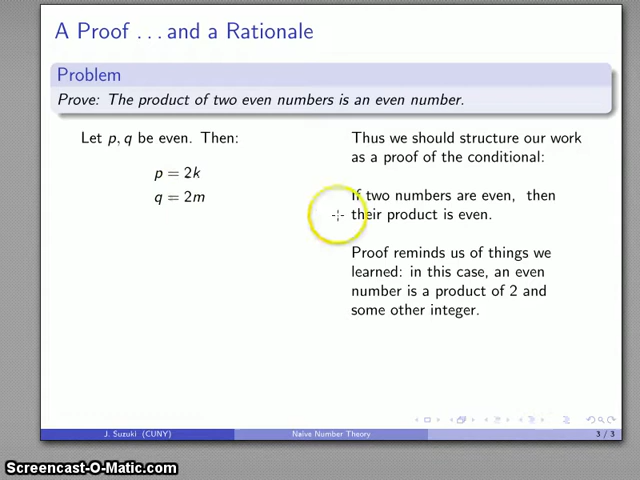 A Proof . . . and a Rationale
Problem
Prove: The product of two even numbers is an even number.
Let p, q be even. Then:
p = 2k
q = 2m
Thus we should structure our work
as a proof of the conditional:
If two numbers are even, then
their product is even.
Proof reminds us of things we
learned: in this case, an even
number is a product of 2 and
some other integer.
J. Suzuki (CUNY)
Naive Number Theory
3 / 3
Screencast-O-Matic.com